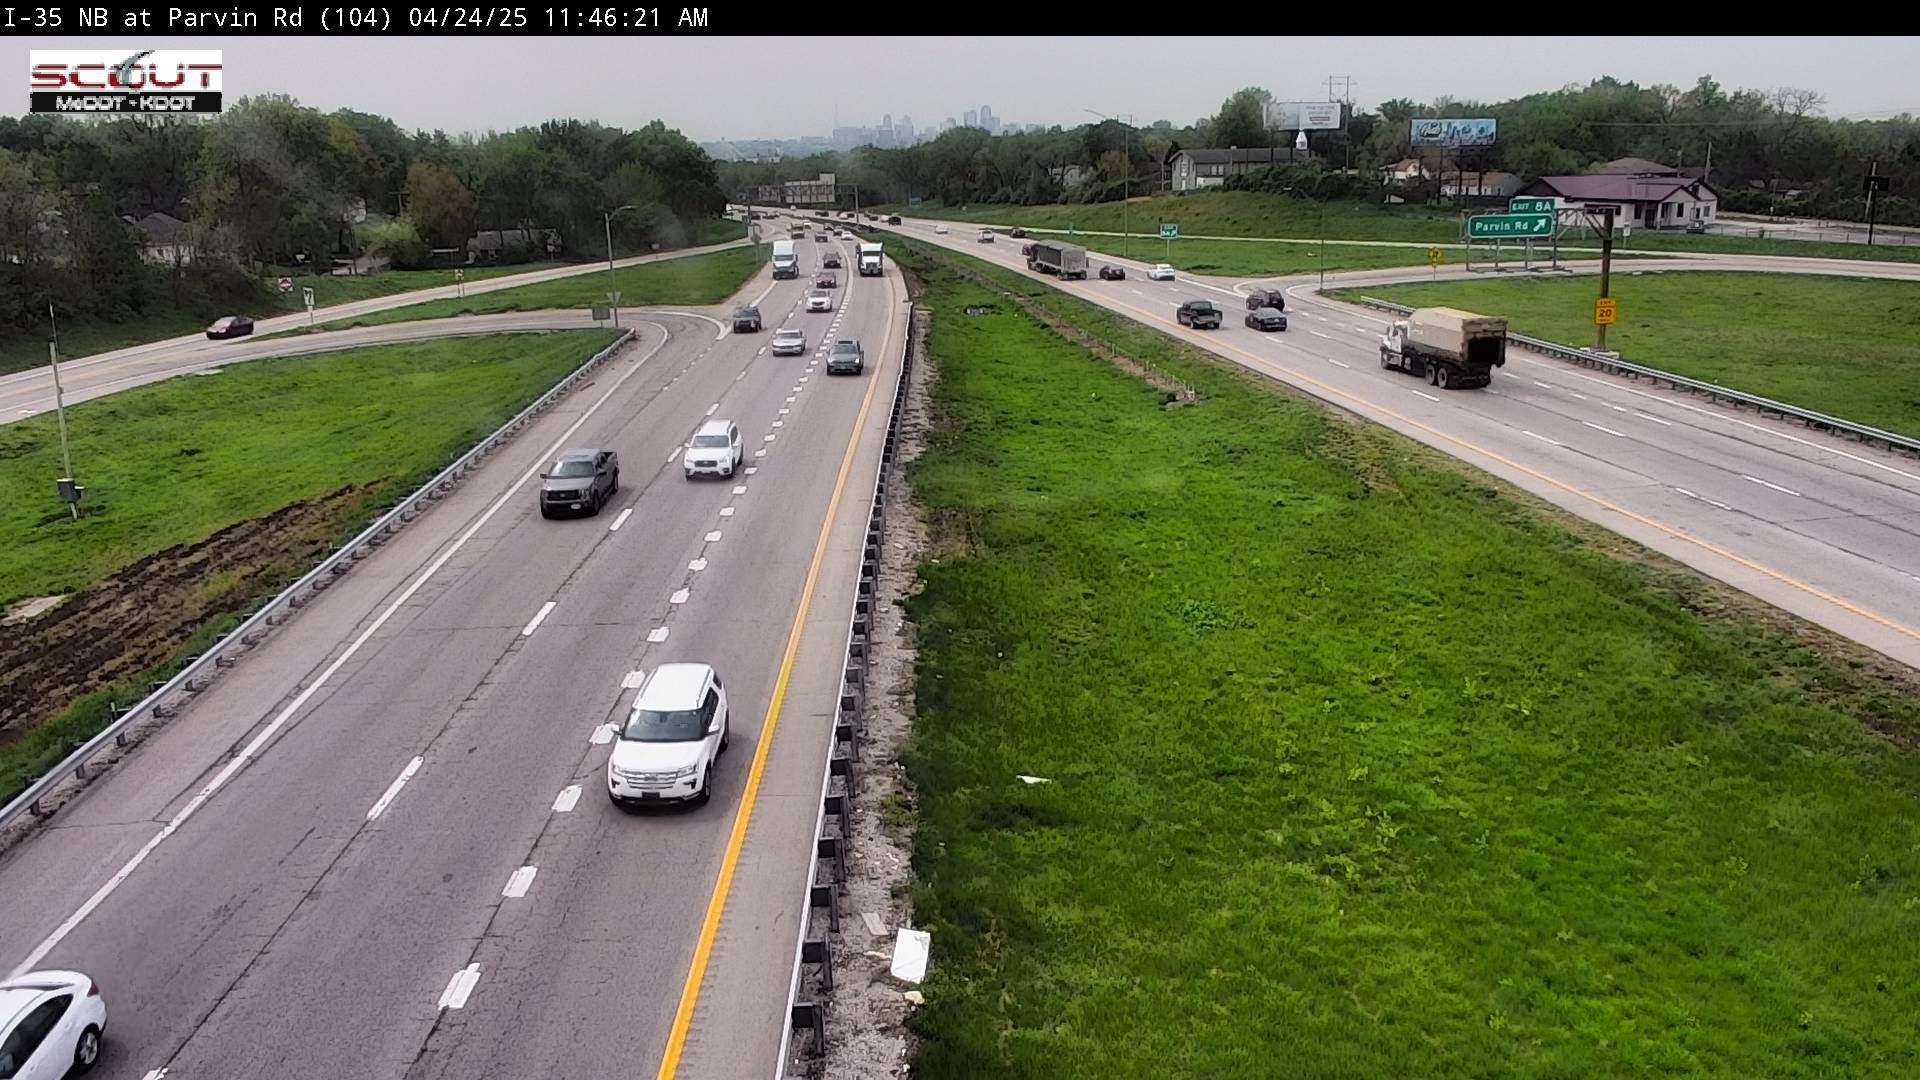 I-35 NB at Parvin Rd (104) 04/24/25 11:46:21 AM
SCOUT
MoDOT - KDOT
EXIT 8A
Parvin Rd
EXIT
20